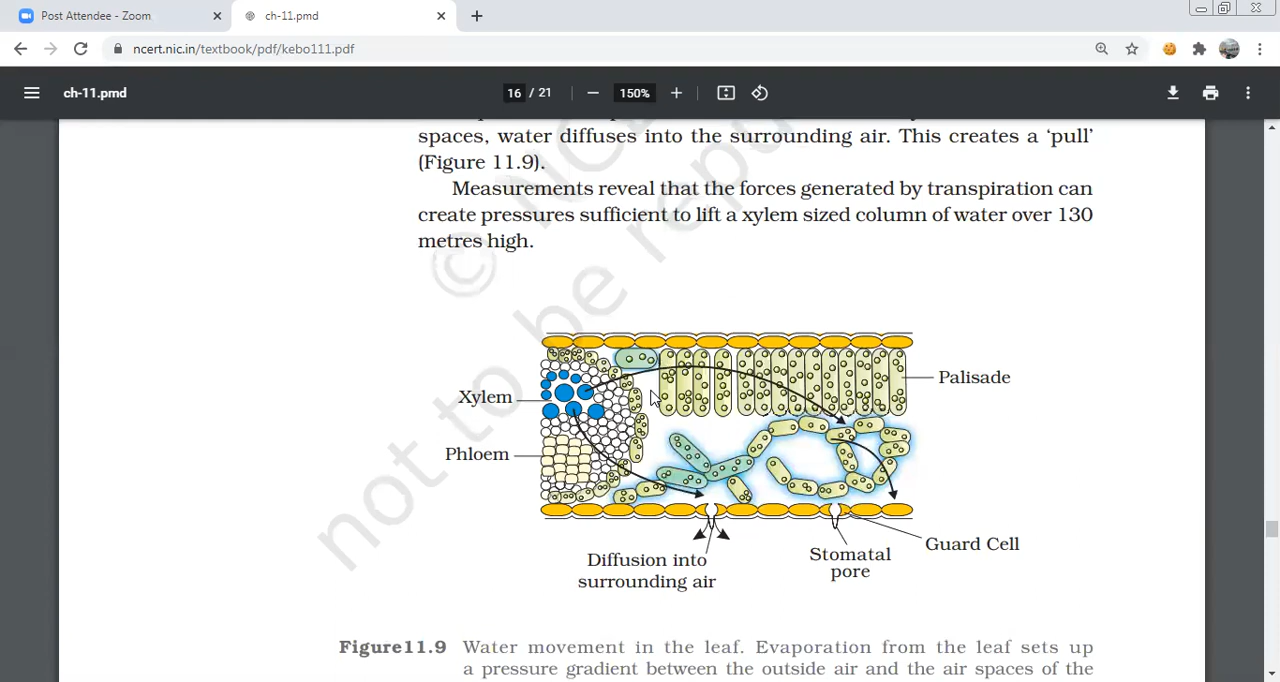 Post Attendee - Zoom
ch-11.pmd
ncert.nic.in/textbook/pdf/kebo111.pdf
ch-11.pmd
16 / 21
150%
spaces, water diffuses into the surrounding air. This creates a ‘pull’
(Figure 11.9).
Measurements reveal that the forces generated by transpiration can
create pressures sufficient to lift a xylem sized column of water over 130
metres high.
Xylem
Palisade
Phloem
Diffusion into
surrounding air
Stomatal
pore
Guard Cell
Figure11.9 Water movement in the leaf. Evaporation from the leaf sets up
a pressure gradient between the outside air and the air spaces of the
not to be